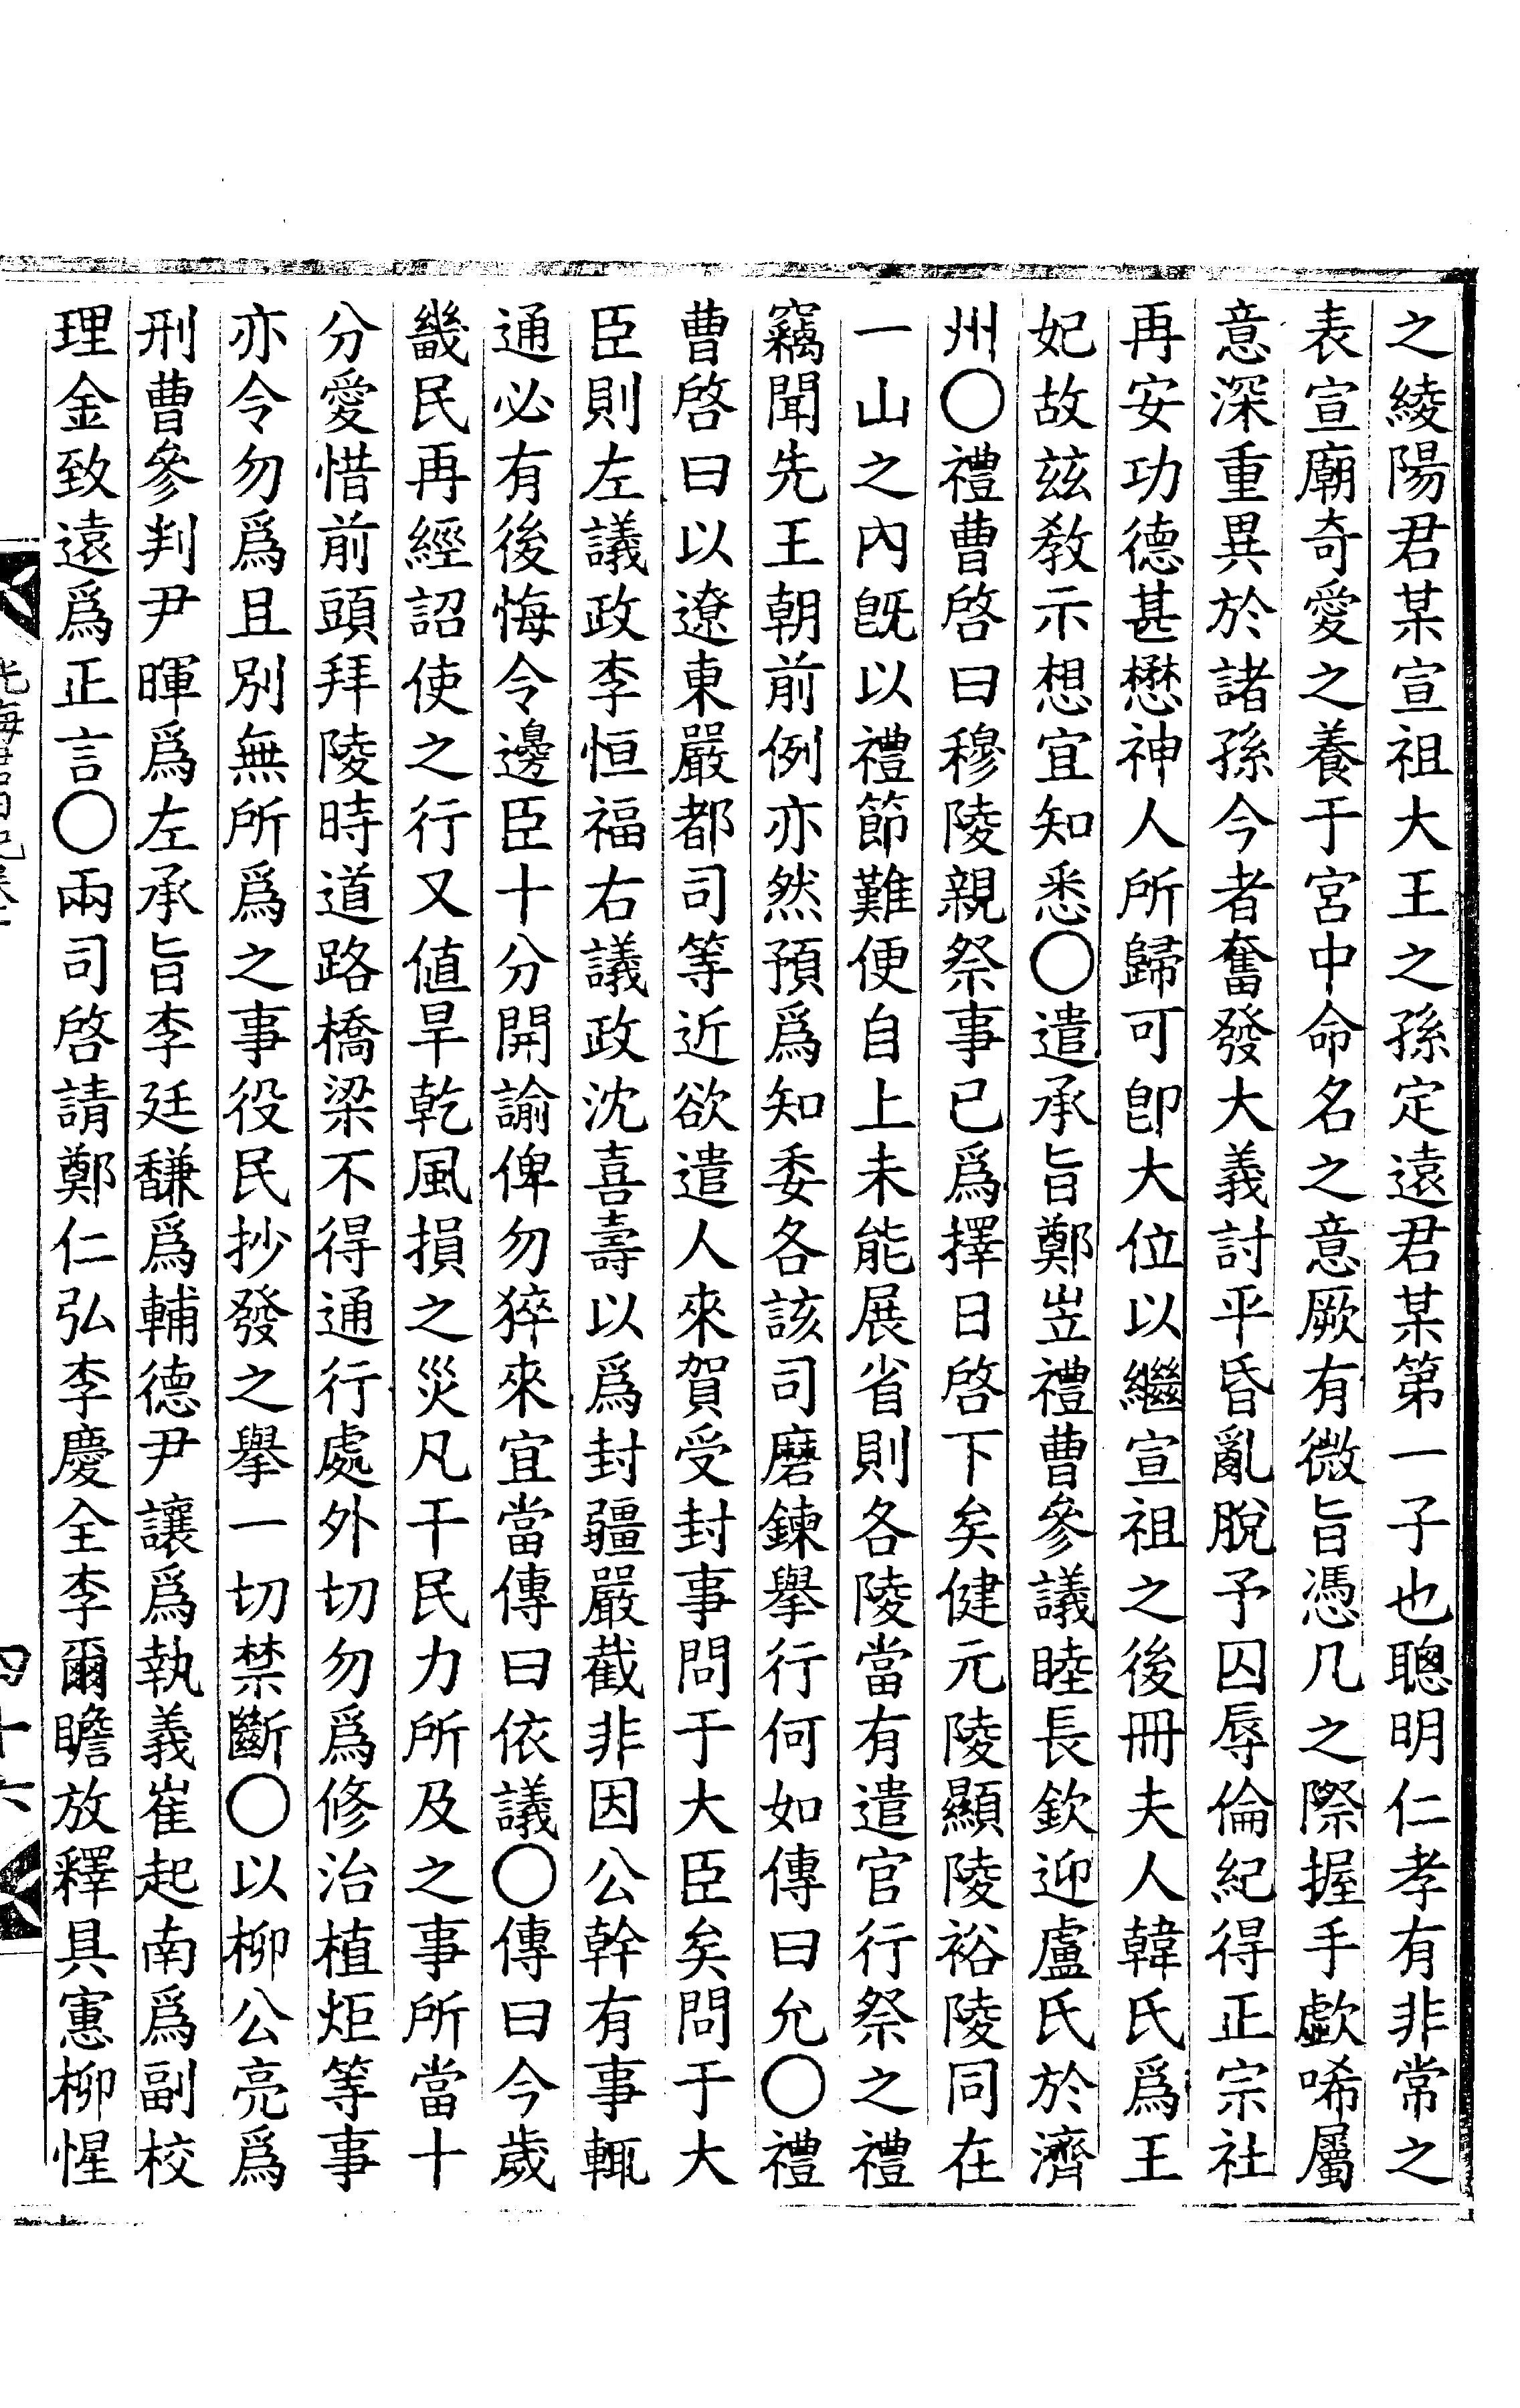 之綾陽君某宣祖大王之孫定遠君某第一子也聰明仁孝有非常之
表宣廟奇愛之養于宮中命名之意厥有微旨憑几之際握手歔唏屬
意深重異於諸孫今者奮發大義討平昏亂脫予囚辱倫紀得正宗社
再安功德甚懋神人所歸可卽大位以繼宣祖之後冊夫人韓氏爲王
妃故玆敎示想宜知悉〇遣承旨鄭岦禮曹參議睦長欽迎盧氏於濟
州〇禮曹啓曰穆陵親祭事已爲擇日啓下矣健元陵顯陵裕陵同在
一山之內旣以禮節難便自上未能展省則各陵當有遣官行祭之禮
竊聞先王朝前例亦然預爲知委各該司磨鍊擧行何如傳曰允〇禮
曹啓曰以遼東嚴都司等近欲遣人來賀受封事問于大臣矣問于大
臣則左議政李恒福右議政沈喜壽以爲封疆嚴截非因公幹有事輒
通必有後悔令邊臣十分開諭俾勿猝來宜當傳曰依議〇傳曰今歲
畿民再經詔使之行又値旱乾風損之災凡干民力所及之事所當十
分愛惜前頭拜陵時道路橋梁不得通行處外切勿爲修治植炬等事
亦令勿爲且別無所爲之事役民抄發之擧一切禁斷〇以柳公亮爲
刑曹參判尹暉爲左承旨李廷馦爲輔德尹讓爲執義崔起南爲副校
理金致遠爲正言〇兩司啓請鄭仁弘李慶全李爾瞻放釋具寭柳惺
四十六